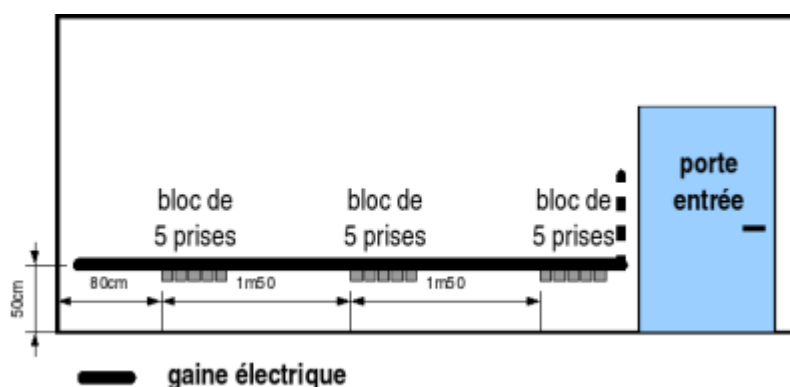 porte
entrée
bloc de
5 prises
bloc de
5 prises
bloc de
5 prises
50cm
80cm
1m50
1m50
gaine électrique